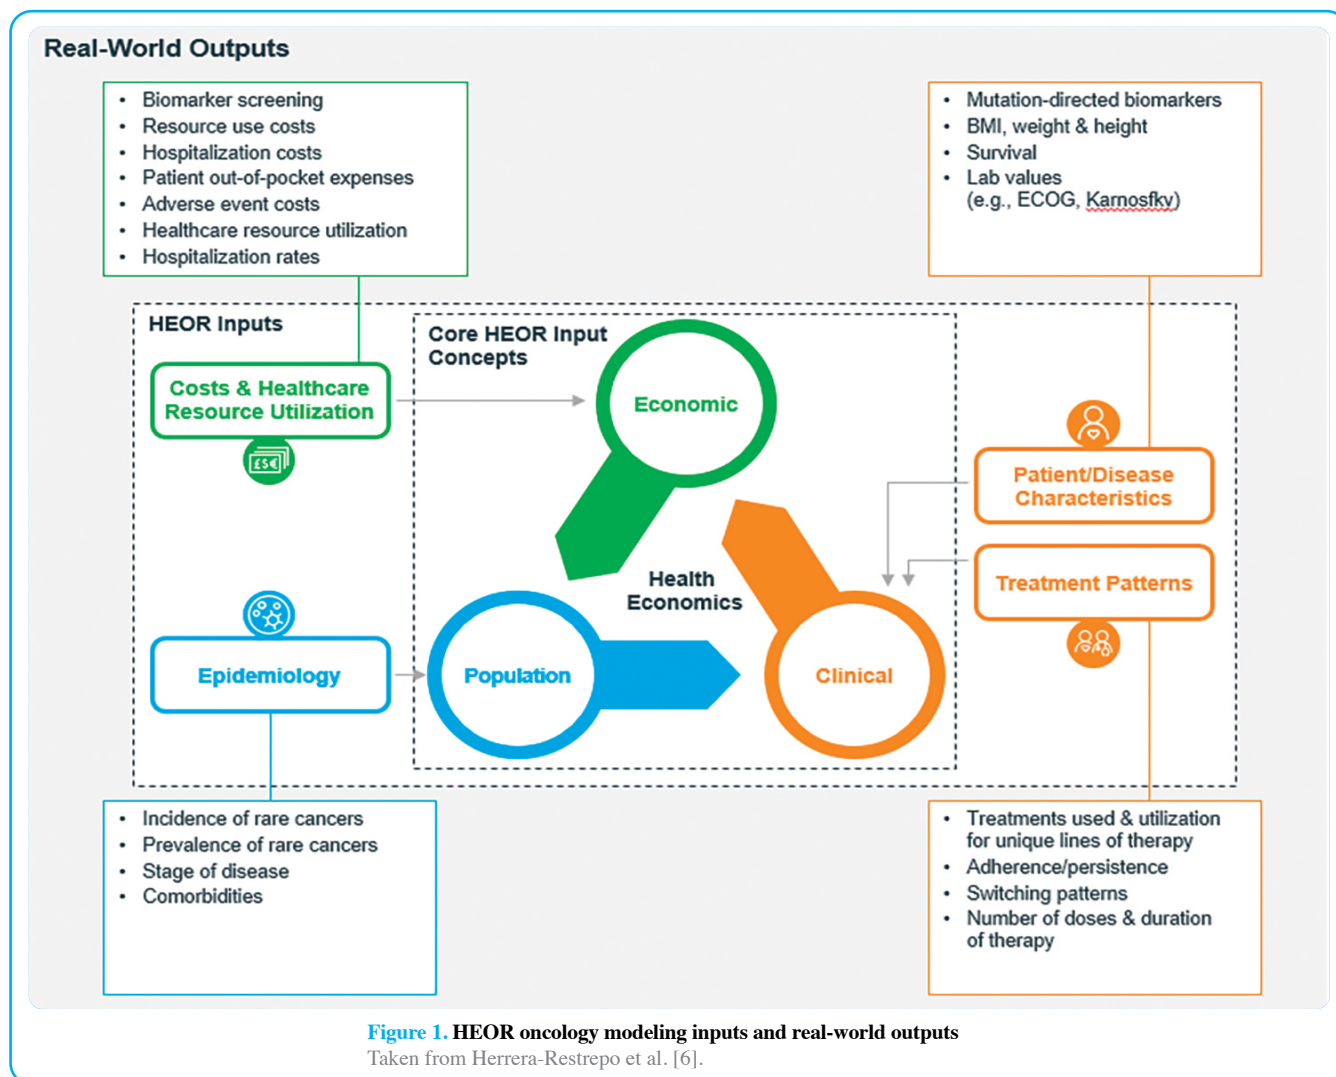 Real-World Outputs
• Biomarker screening
• Resource use costs
• Hospitalization costs
• Patient out-of-pocket expenses
• Adverse event costs
• Healthcare resource utilization
• Hospitalization rates
• Mutation-directed biomarkers
• BMI, weight & height
• Survival
• Lab values
(e.g., ECOG, Karnosfky)
HEOR Inputs
Core HEOR Input
Concepts
Costs & Healthcare
Resource Utilization
£$€
Economic
Patient/Disease
Characteristics
Treatment Patterns
Health
Economics
Epidemiology
Population
Clinical
• Incidence of rare cancers
• Prevalence of rare cancers
• Stage of disease
• Comorbidities
• Treatments used & utilization
for unique lines of therapy
• Adherence/persistence
• Switching patterns
• Number of doses & duration
of therapy
Figure 1. HEOR oncology modeling inputs and real-world outputs
Taken from Herrera-Restrepo et al. [6].